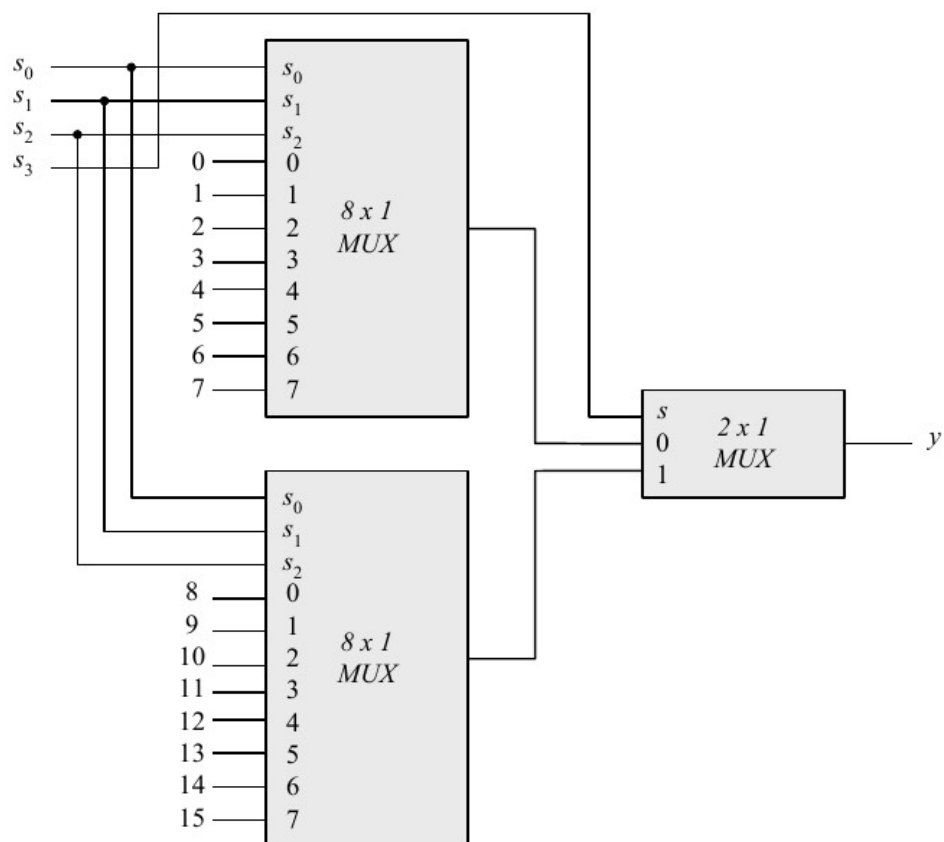 s₀ s₀
s₁ s₁
s₂ s₂
s₃
0 0
1 1
2 2
3 3
4 4
5 5
6 6
7 7
8 x 1
MUX
s
0
1
2 x 1
MUX
y
s₀
s₁
s₂
8 0
9 1
10 2
11 3
12 4
13 5
14 6
15 7
8 x 1
MUX